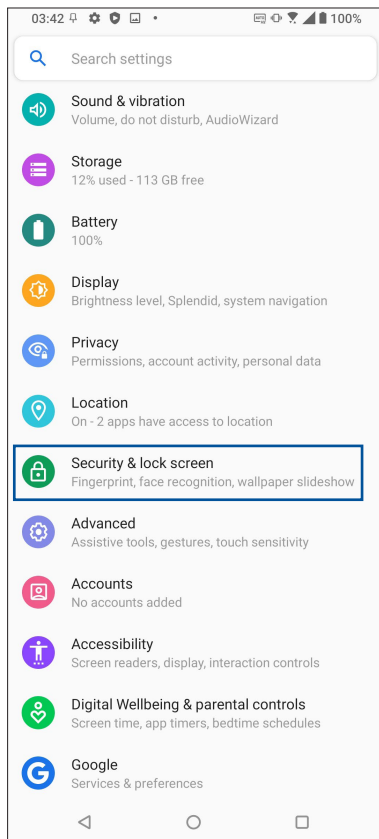 03:42 100%
Search settings
Sound & vibration
Volume, do not disturb, AudioWizard
Storage
12% used - 113 GB free
Battery
100%
Display
Brightness level, Splendid, system navigation
Privacy
Permissions, account activity, personal data
Location
On - 2 apps have access to location
Security & lock screen
Fingerprint, face recognition, wallpaper slideshow
Advanced
Assistive tools, gestures, touch sensitivity
Accounts
No accounts added
Accessibility
Screen readers, display, interaction controls
Digital Wellbeing & parental controls
Screen time, app timers, bedtime schedules
G
Google
Services & preferences